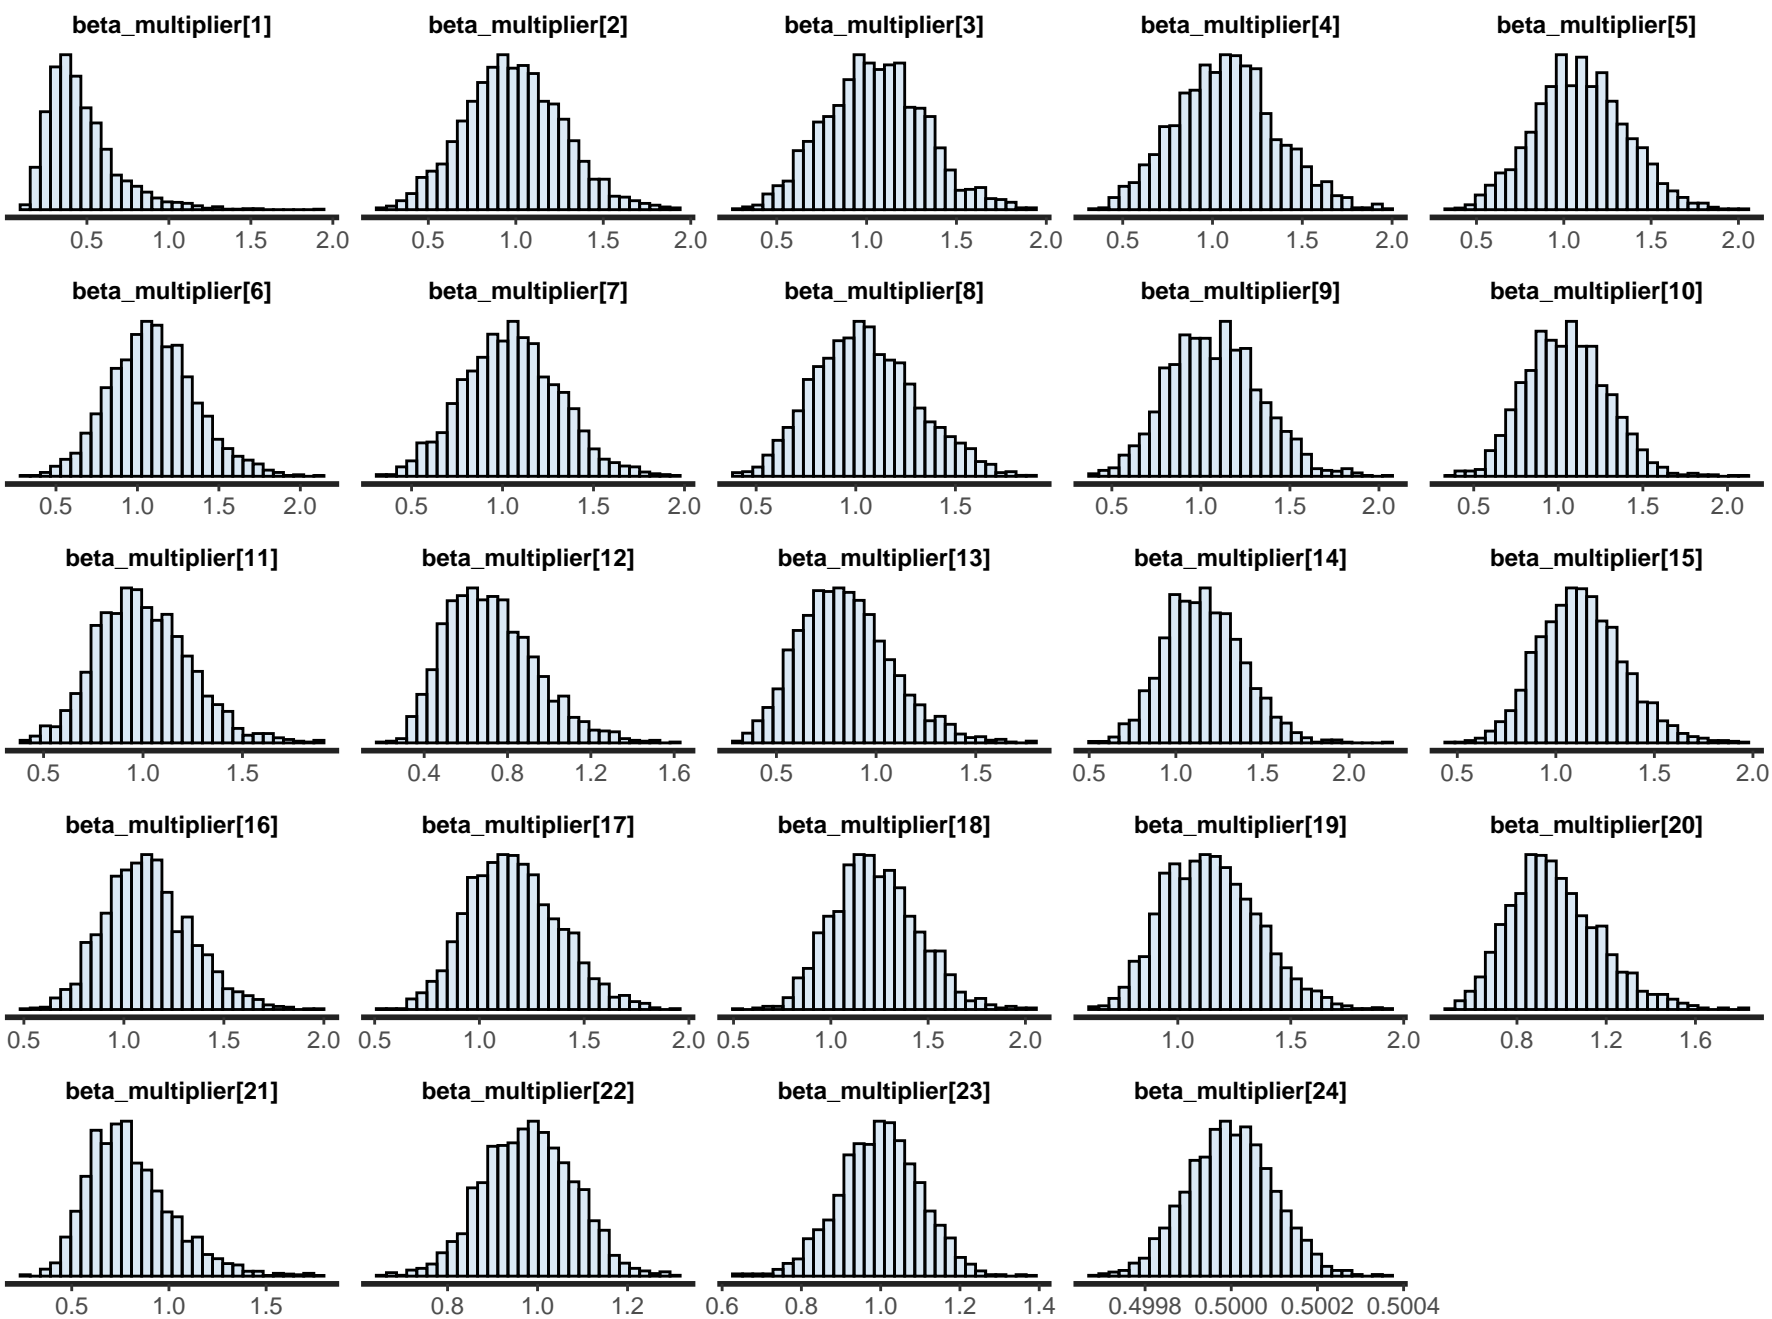 beta_multiplier[1] beta_multiplier[2] beta_multiplier[3] beta_multiplier[4] beta_multiplier[5]
0.5 1.0 1.5 2.0 0.5 1.0 1.5 2.0 0.5 1.0 1.5 2.0 0.5 1.0 1.5 2.0 0.5 1.0 1.5 2.0
beta_multiplier[6] beta_multiplier[7] beta_multiplier[8] beta_multiplier[9] beta_multiplier[10]
0.5 1.0 1.5 2.0 0.5 1.0 1.5 2.0 0.5 1.0 1.5 0.5 1.0 1.5 2.0 0.5 1.0 1.5 2.0
beta_multiplier[11] beta_multiplier[12] beta_multiplier[13] beta_multiplier[14] beta_multiplier[15]
0.5 1.0 1.5 0.4 0.8 1.2 1.6 0.5 1.0 1.5 0.5 1.0 1.5 2.0 0.5 1.0 1.5 2.0
beta_multiplier[16] beta_multiplier[17] beta_multiplier[18] beta_multiplier[19] beta_multiplier[20]
0.5 1.0 1.5 2.0 0.5 1.0 1.5 2.0 0.5 1.0 1.5 2.0 1.0 1.5 2.0 0.8 1.2 1.6
beta_multiplier[21] beta_multiplier[22] beta_multiplier[23] beta_multiplier[24]
0.5 1.0 1.5 0.8 1.0 1.2 0.6 0.8 1.0 1.2 1.4 0.4998 0.5000 0.5002 0.5004